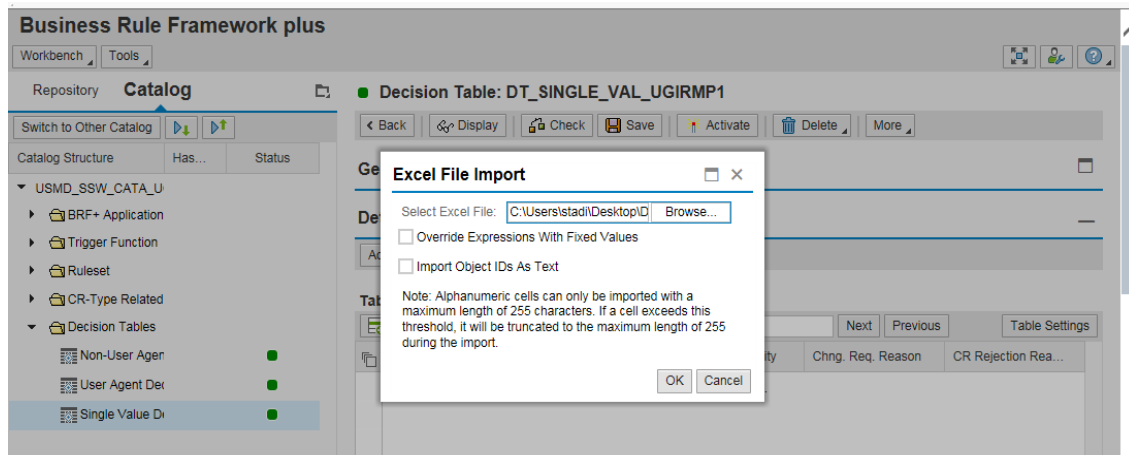 Business Rule Framework plus
Workbench Tools
Repository Catalog
Switch to Other Catalog
Catalog Structure Has... Status
USMD_SSW_CATA_U
BRF+ Application
Trigger Function
Ruleset
CR-Type Related
Decision Tables
Non-User Agen
User Agent Dec
Single Value D
Decision Table: DT_SINGLE_VAL_UGIRMP1
Back Display Check Save Activate Delete More
Ge
De
Ad
Tab
Next Previous Table Settings
ity Chng. Req. Reason CR Rejection Rea...
Excel File Import
Select Excel File: C:\Users\stadi\Desktop\D Browse...
Override Expressions With Fixed Values
Import Object IDs As Text
Note: Alphanumeric cells can only be imported with a
maximum length of 255 characters. If a cell exceeds this
threshold, it will be truncated to the maximum length of 255
during the import.
OK Cancel